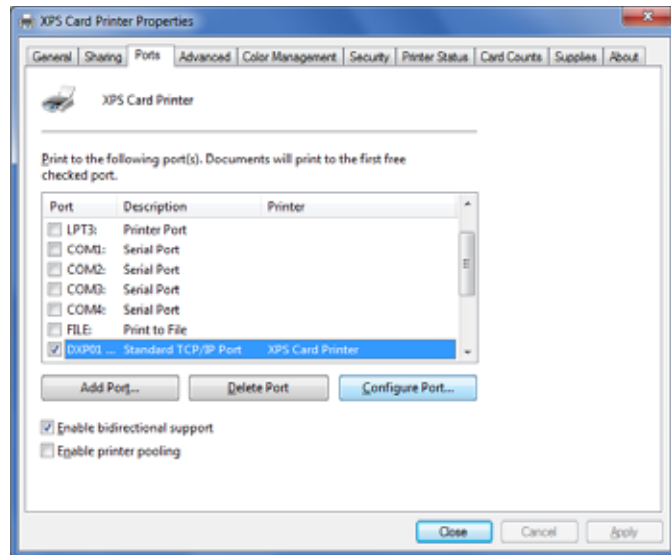 XPS Card Printer Properties
General Sharing Ports Advanced Color Management Security Printer Status Card Counts Supplies About
XPS Card Printer
Print to the following port(s). Documents will print to the first free
checked port.
Port Description Printer
LPT3: Printer Port
COM1: Serial Port
COM2: Serial Port
COM3: Serial Port
COM4: Serial Port
FILE: Print to File
DXP01 ... Standard TCP/IP Port XPS Card Printer
Add Port... Delete Port Configure Port...
Enable bidirectional support
Enable printer pooling
Close Cancel Apply